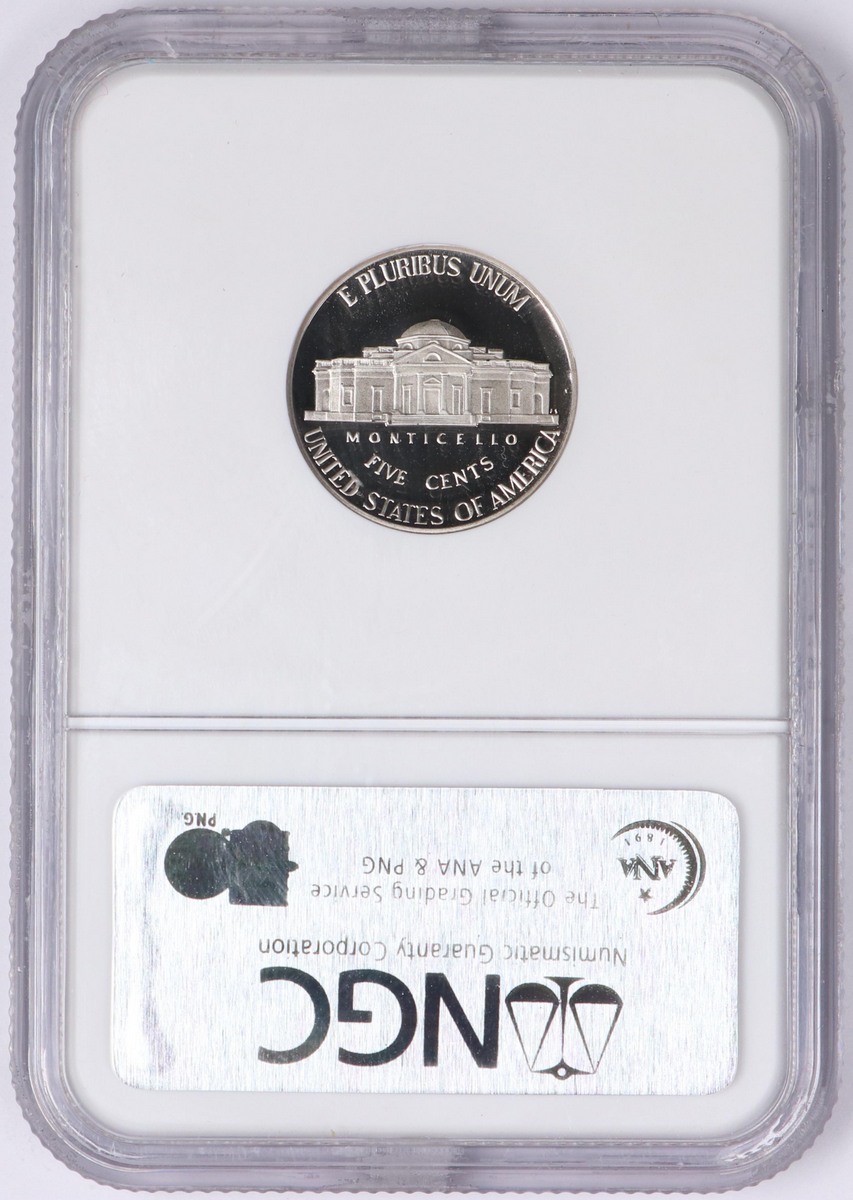 E PLURIBUS UNUM
MONTICELLO
FIVE CENTS
UNITED STATES OF AMERICA
NGC
Numismatic Guaranty Corporation
The Official Grading Service
of the ANA & PNG
ANA
1891
PNG